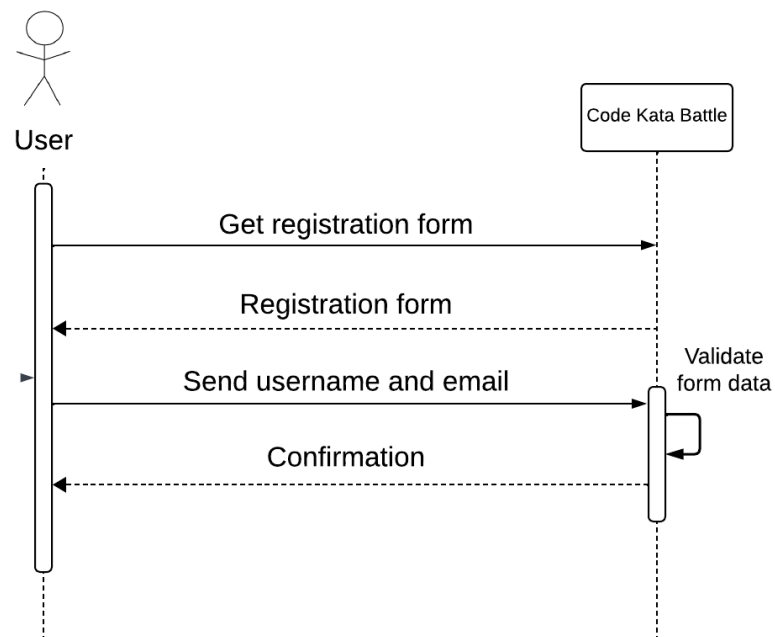 User
Code Kata Battle
Get registration form
Registration form
Validate
form data
Send username and email
Confirmation